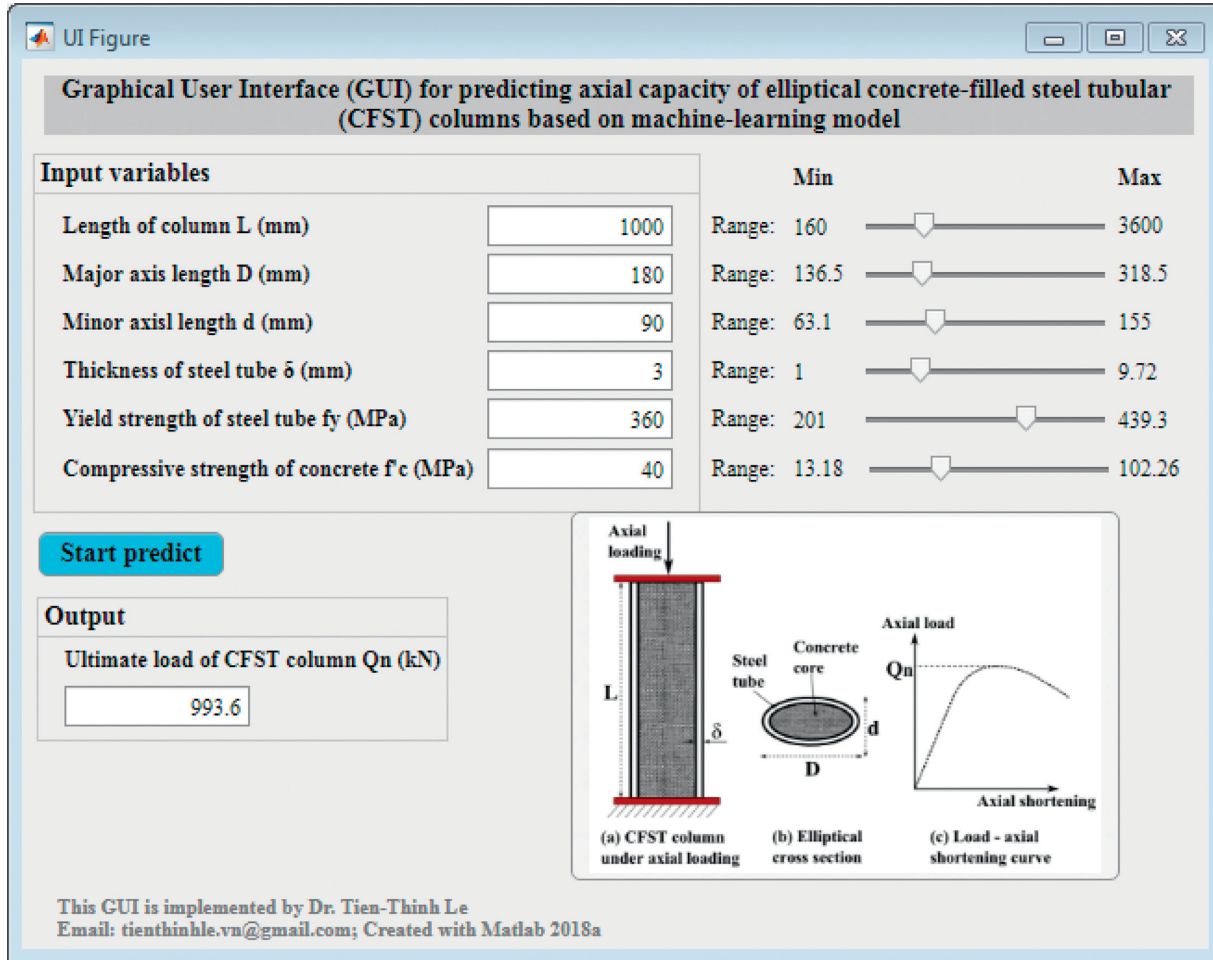 UI Figure
Graphical User Interface (GUI) for predicting axial capacity of elliptical concrete-filled steel tubular
(CFST) columns based on machine-learning model
Input variables
Min Max
Length of column L (mm) 1000 Range: 160 3600
Major axis length D (mm) 180 Range: 136.5 318.5
Minor axisl length d (mm) 90 Range: 63.1 155
Thickness of steel tube δ (mm) 3 Range: 1 9.72
Yield strength of steel tube fy (MPa) 360 Range: 201 439.3
Compressive strength of concrete f'c (MPa) 40 Range: 13.18 102.26
Start predict
Output
Ultimate load of CFST column Qn (kN)
993.6
Axial
loading
L
δ
(a) CFST column
under axial loading
Steel
tube
Concrete
core
d
D
(b) Elliptical
cross section
Axial load
Qn
Axial shortening
(c) Load - axial
shortening curve
This GUI is implemented by Dr. Tien-Thinh Le
Email: tienthinhle.vn@gmail.com; Created with Matlab 2018a